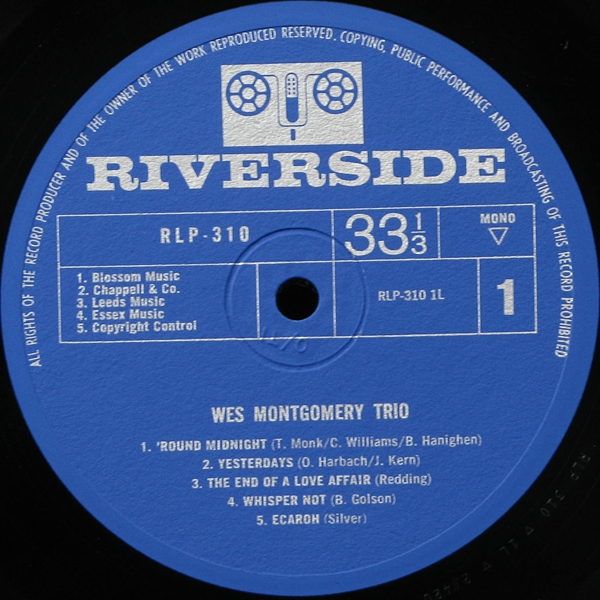 ALL RIGHTS OF THE RECORD PRODUCER AND OF THE OWNER OF THE WORK REPRODUCED RESERVED. COPYING, PUBLIC PERFORMANCE AND BROADCASTING OF THIS RECORD PROHIBITED
RIVERSIDE
RLP-310
33 1/3
MONO
1. Blossom Music
2. Chappell & Co.
3. Leeds Music
4. Essex Music
5. Copyright Control
RLP-310 1L
1
WES MONTGOMERY TRIO
1. 'ROUND MIDNIGHT (T. Monk/C. Williams/B. Hanighen)
2. YESTERDAYS (O. Harbach/J. Kern)
3. THE END OF A LOVE AFFAIR (Redding)
4. WHISPER NOT (B. Golson)
5. ECAROH (Silver)